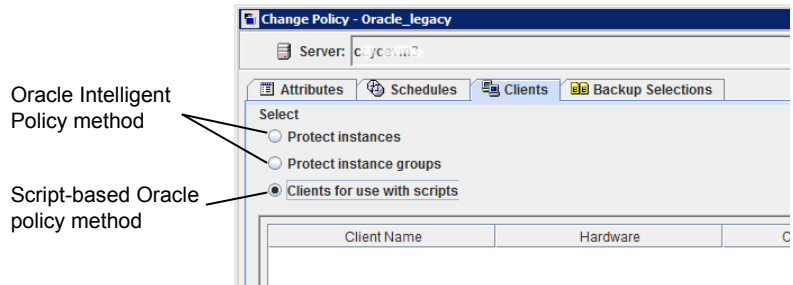 Change Policy - Oracle_legacy
Server:
Attributes Schedules Clients Backup Selections
Select
Oracle Intelligent
Policy method
Protect instances
Protect instance groups
Script-based Oracle
policy method
Clients for use with scripts
Client Name Hardware